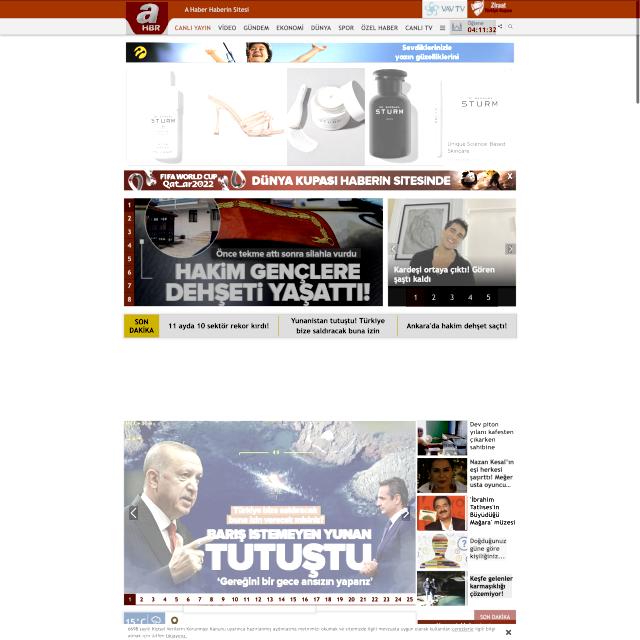 a
HBR
A Haber Haberin Sitesi
VAV TV
Ziraat
CANLI YAYIN VİDEO GÜNDEM EKONOMİ DÜNYA SPOR ÖZEL HABER CANLI TV
Öğlene
04:11:32
Sevdiklerinizle
yazın güzelliklerini
STURM
STURM
STURM
STURM
Unique Science-Based
Skincare
FIFA WORLD CUP
Qatar2022
DÜNYA KUPASI HABERİN SİTESİNDE
X
1
2
3
4
5
6
7
8
Önce tekme attı sonra silahla vurdu
HAKİM GENÇLERE
DEHŞETİ YAŞATTI!
Kardeşi ortaya çıktı! Gören
şaştı kaldı
1 2 3 4 5
SON
DAKİKA
11 ayda 10 sektör rekor kırdı!
Yunanistan tutuştu! Türkiye
bize saldıracak buna izin
Ankara'da hakim dehşet saçtı!
Türkiye bize saldıracak
buna izin vermeyin!
BARIŞ İSTEMEYEN YUNAN
TUTUŞTU
'Gereğini bir gece ansızın yaparız'
1 2 3 4 5 6 7 8 9 10 11 12 13 14 15 16 17 18 19 20 21 22 23 24 25
Dev piton
yılanı kafesten
çıkarken
sahibine
Nazan Kesal'ın
eşi herkesi
şaşırttı! Meğer
usta oyuncu...
'İbrahim
Tatlıses'in
Büyüdüğü
Mağara' müzesi
Doğduğunuz
güne göre
kişiliğiniz...
Keşfe gelenler
karmaşıklığı
çözemiyor!
15°C
SON DAKİKA
6698 sayılı Kişisel Verilerin Korunması Kanunu uyarınca hazırlanmış aydınlatma metnimizi okumak ve sitemizde ilgili mevzuata uygun olarak kullanılan çerezlerle ilgili bilgi
almak için lütfen tıklayınız.